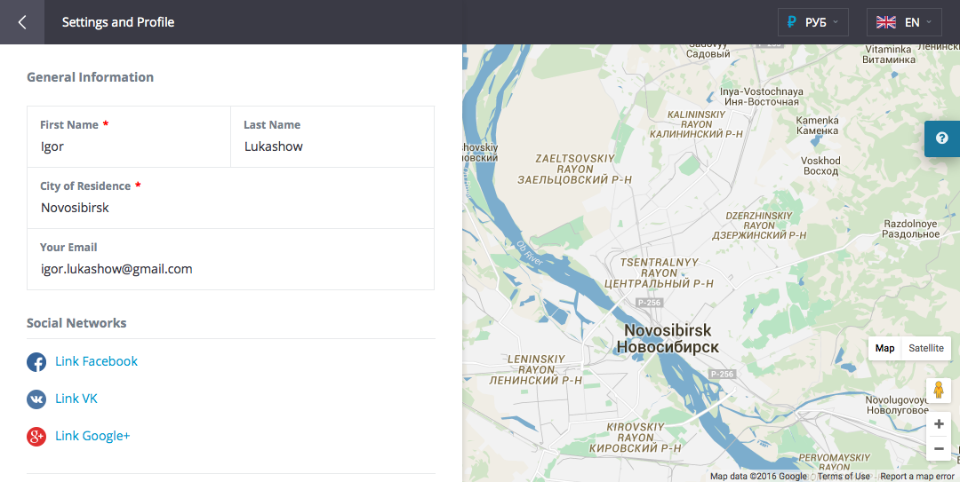 Settings and Profile
₽ РУБ
EN
General Information
First Name *
Igor
Last Name
Lukashow
City of Residence *
Novosibirsk
Your Email
igor.lukashow@gmail.com
Social Networks
Link Facebook
Link VK
Link Google+
Садовый
Vitaminka
Витаминка
Inya-Vostochnaya
Иня-Восточная
KALININSKIY
RAYON
КАЛИНИНСКИЙ Р-Н
Kamenka
Каменка
ZAELTSOVSKIY
RAYON
ЗАЕЛЬЦОВСКИЙ Р-Н
Voskhod
Восход
DZERZHINSKIY
RAYON
ДЗЕРЖИНСКИЙ Р-Н
Razdolnoye
Раздольное
Ob River
TSENTRALNYY
RAYON
ЦЕНТРАЛЬНЫЙ Р-Н
P-256
Novosibirsk
Новосибирск
Map
Satellite
LENINSKIY
RAYON
ЛЕНИНСКИЙ Р-Н
P-256
Novolugovoye
Новолуговое
KIROVSKIY
RAYON
КИРОВСКИЙ Р-Н
PERVOMAYSKIY
RAYON
Map data ©2016 Google
Terms of Use
Report a map error